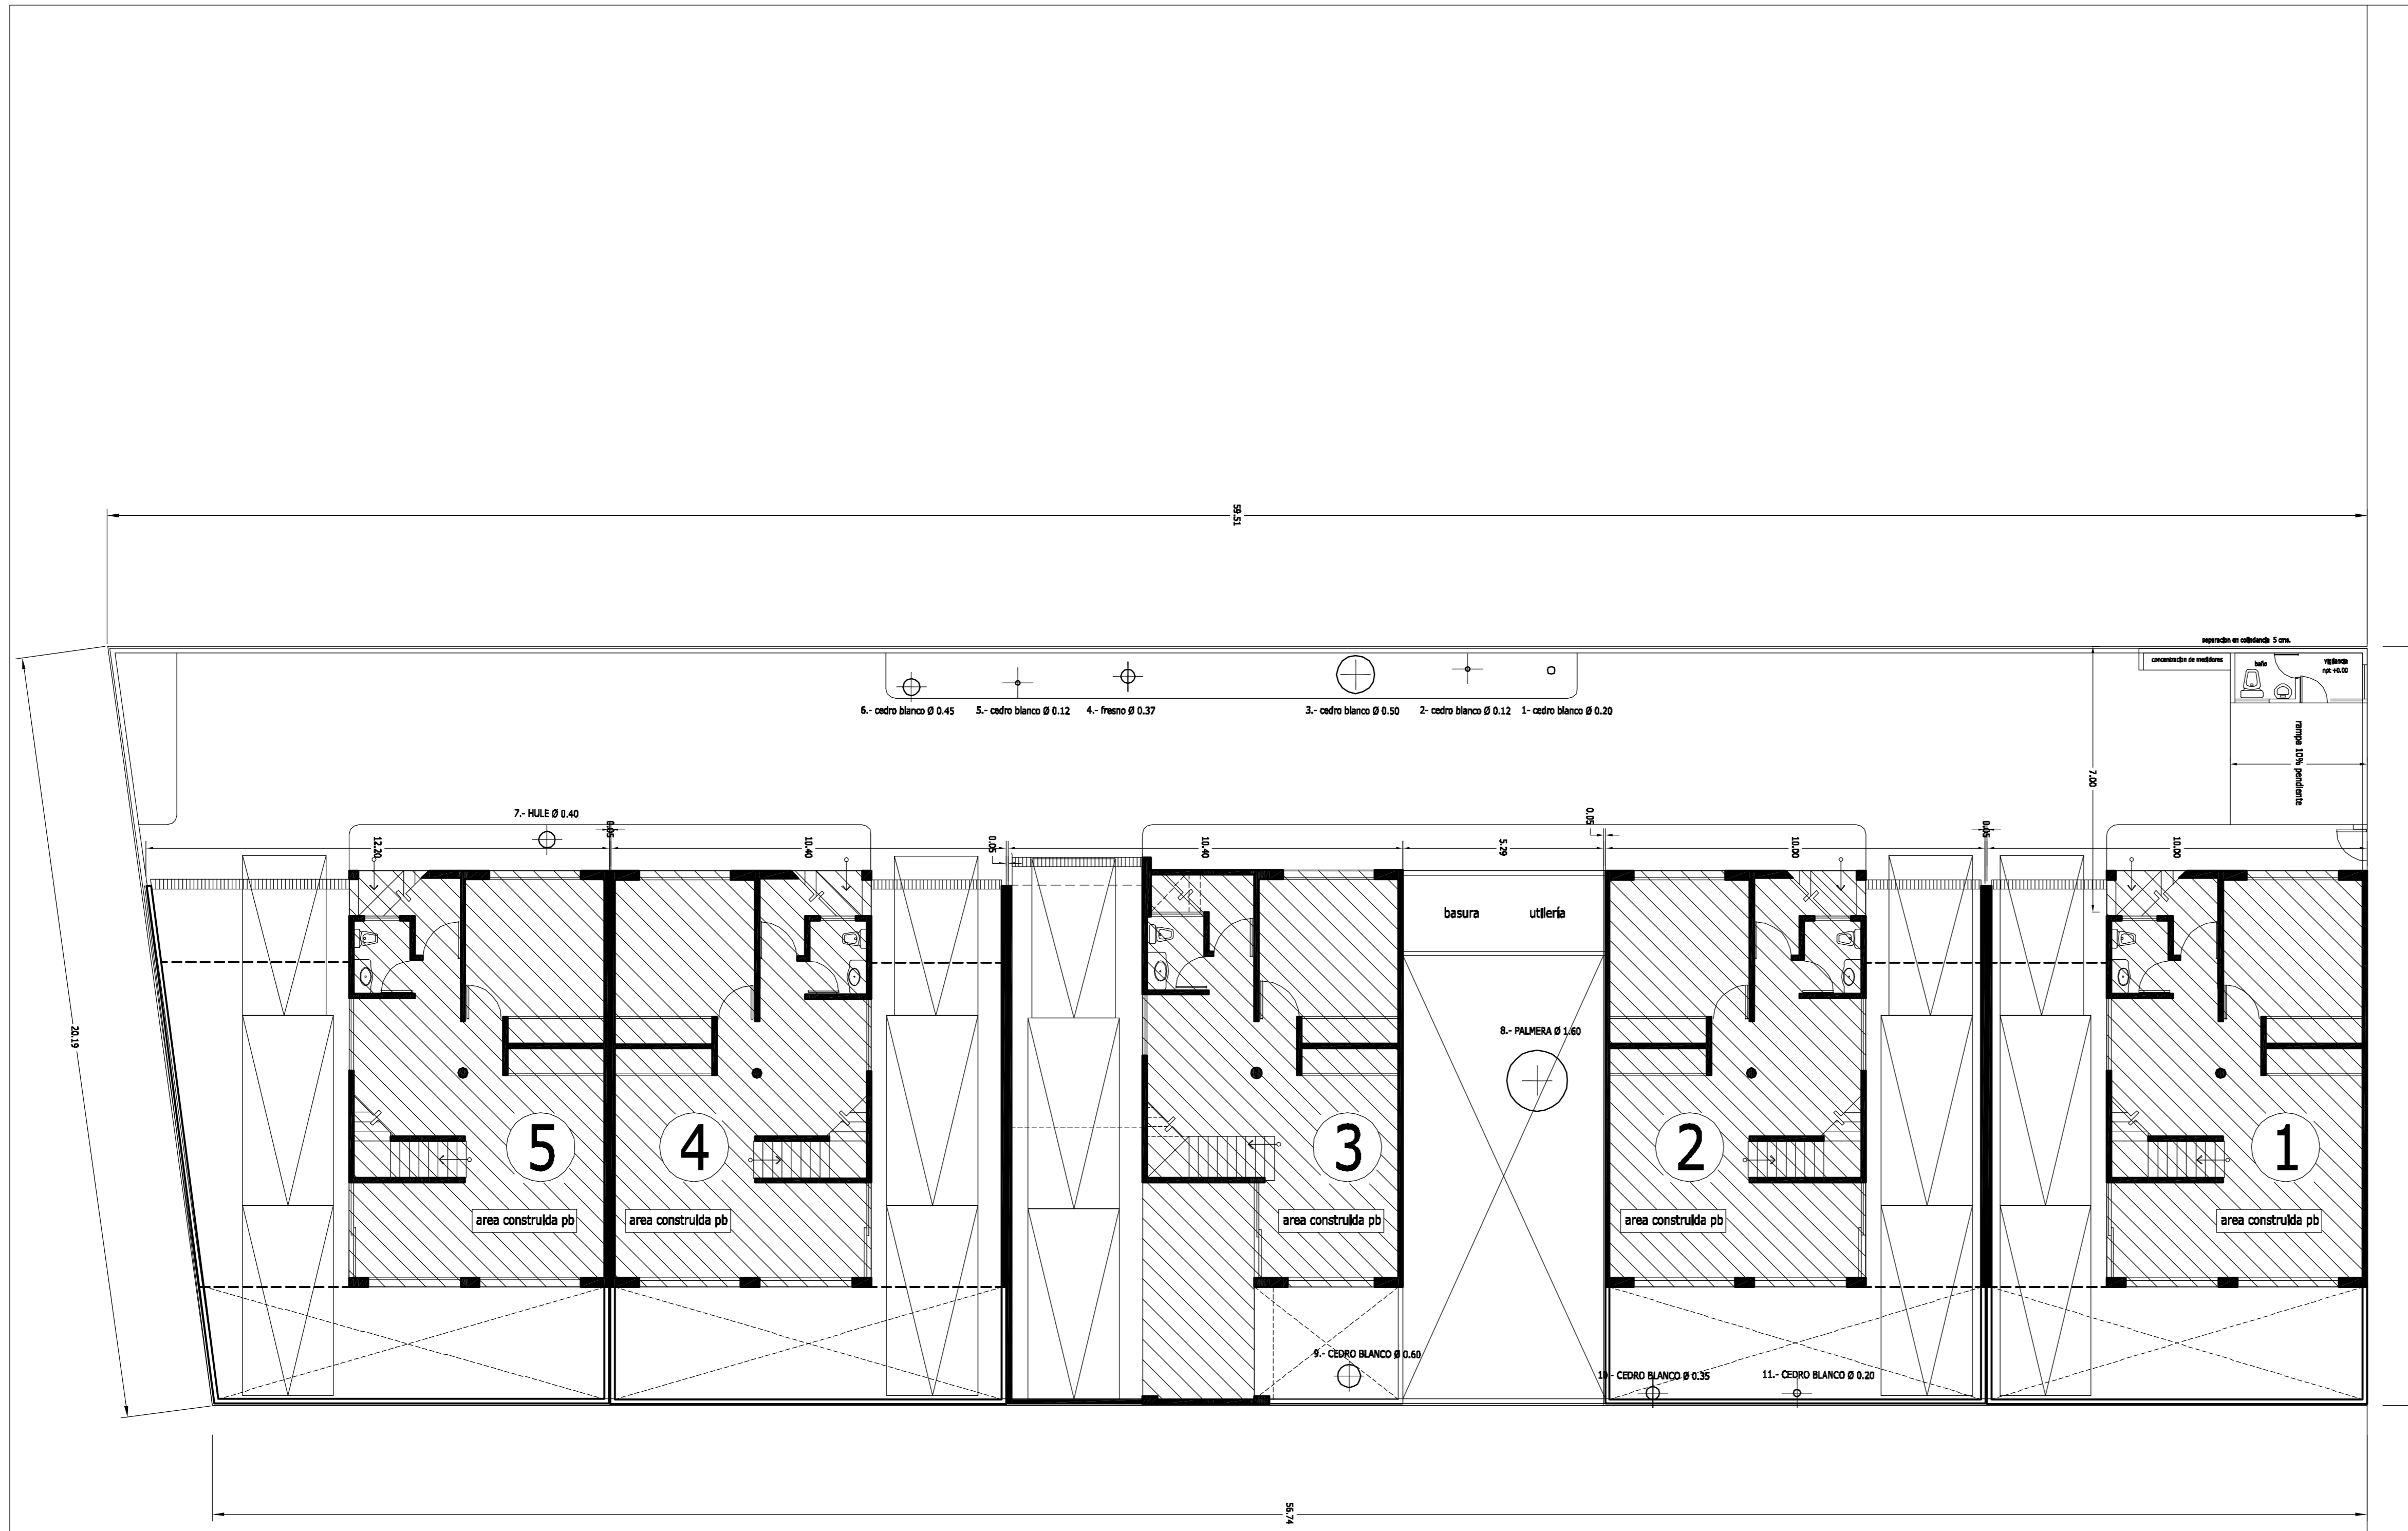 59.51
separacion en colindancia 5 cms.
concentracion de medidores
baño
vigilancia
npt +0.00
6.- cedro blanco Ø 0.45
5.- cedro blanco Ø 0.12
4.- fresno Ø 0.37
3.- cedro blanco Ø 0.50
2- cedro blanco Ø 0.12
1- cedro blanco Ø 0.20
rampa 10% pendiente
7.00
7.- HULE Ø 0.40
12.20
0.05
10.40
0.05
10.40
5.29
0.05
10.00
0.05
10.00
basura
utilería
20.19
8.- PALMERA Ø 1.60
5
4
3
2
1
area construida pb
area construida pb
area construida pb
area construida pb
area construida pb
9.- CEDRO BLANCO Ø 0.60
10.- CEDRO BLANCO Ø 0.35
11.- CEDRO BLANCO Ø 0.20
56.74